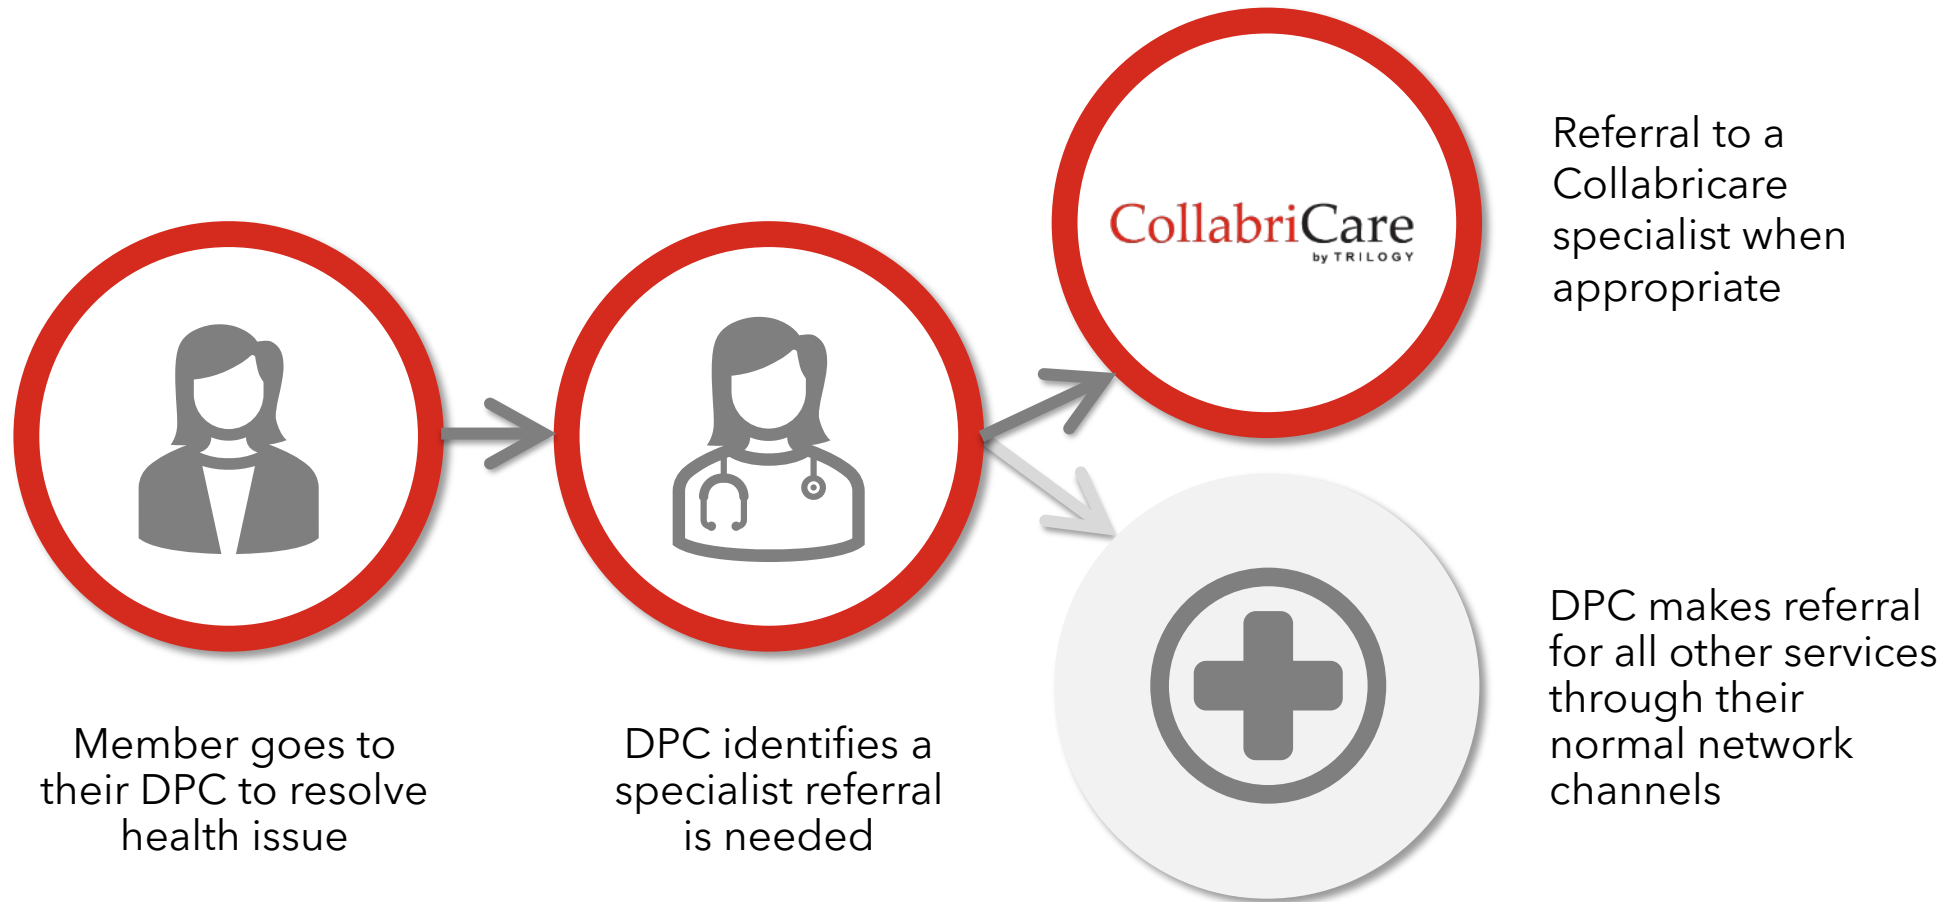 CollabriCare
by TRILOGY
Referral to a
Collabricare
specialist when
appropriate
Member goes to
their DPC to resolve
health issue
DPC identifies a
specialist referral
is needed
DPC makes referral
for all other services
through their
normal network
channels